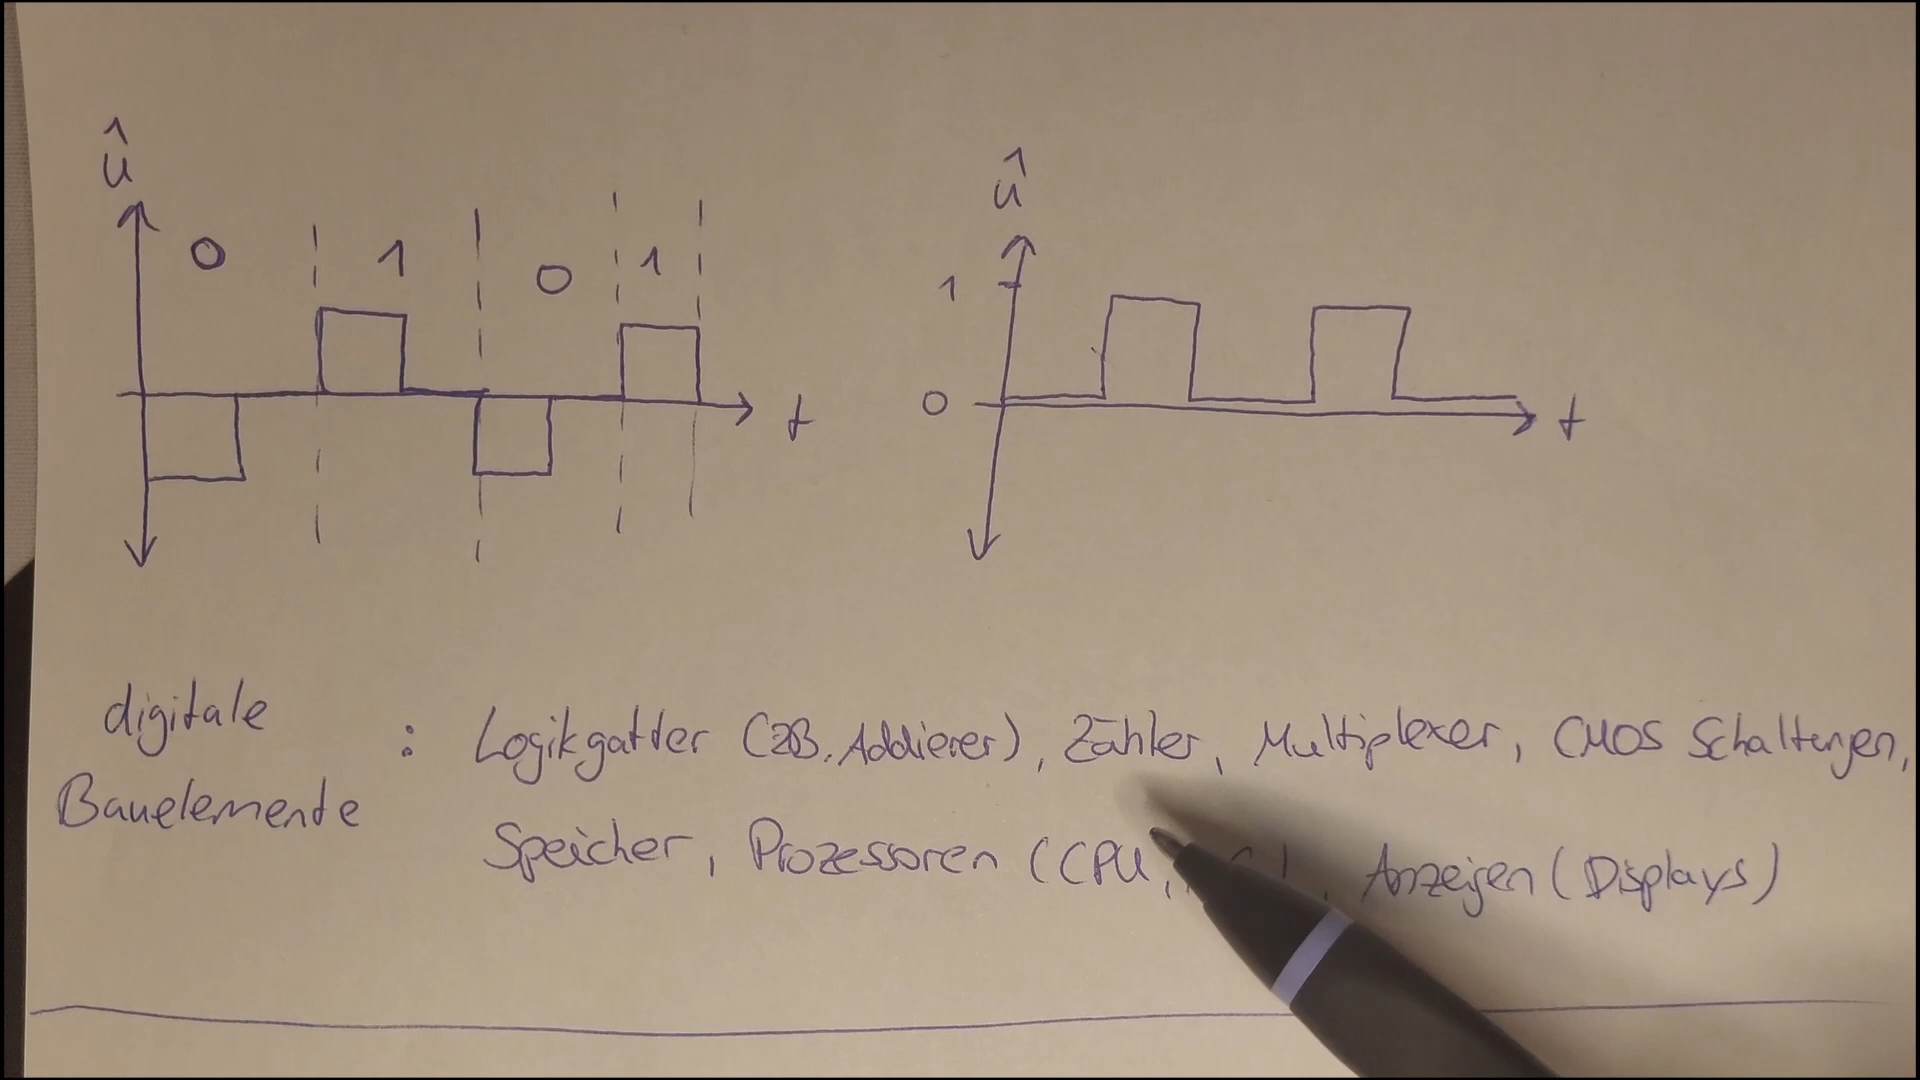 û
0 1 0 1
t
û
1
0
t
digitale
Bauelemente
: Logikgatter (zB. Addierer), Zähler, Multiplexer, CMOS Schaltungen,
Speicher, Prozessoren (CPU, ), Anzeigen (Displays)